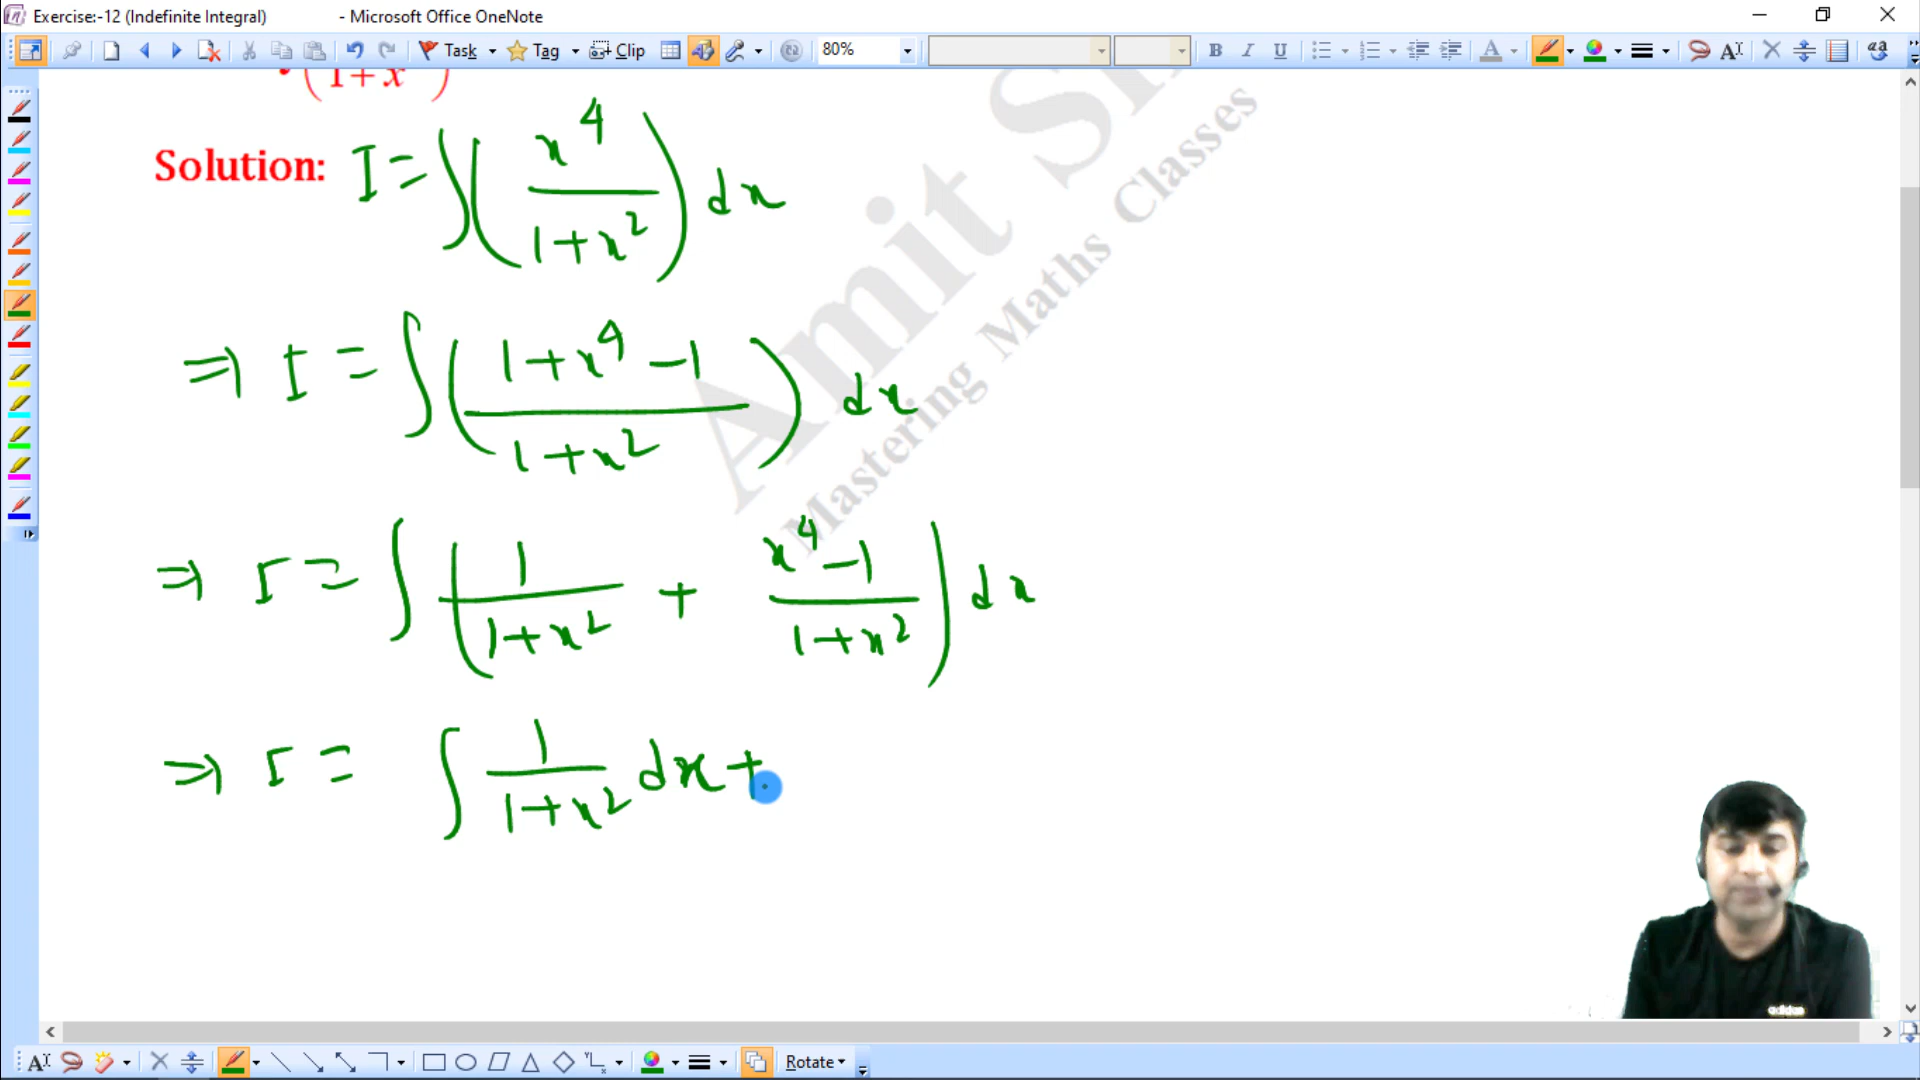 Exercise:-12 (Indefinite Integral) - Microsoft Office OneNote
Task Tag Clip 80% B I U
(1+x )
Solution: I = ∫ ( x^4 / 1+x^2 ) dx
⇒ I = ∫ ( 1+x^4 -1 / 1+x^2 ) dx
⇒ I = ∫ ( 1 / 1+x^2 + x^4 -1 / 1+x^2 ) dx
⇒ I = ∫ 1 / 1+x^2 dx +
Amit
Mastering Maths Classes
adidas
Rotate